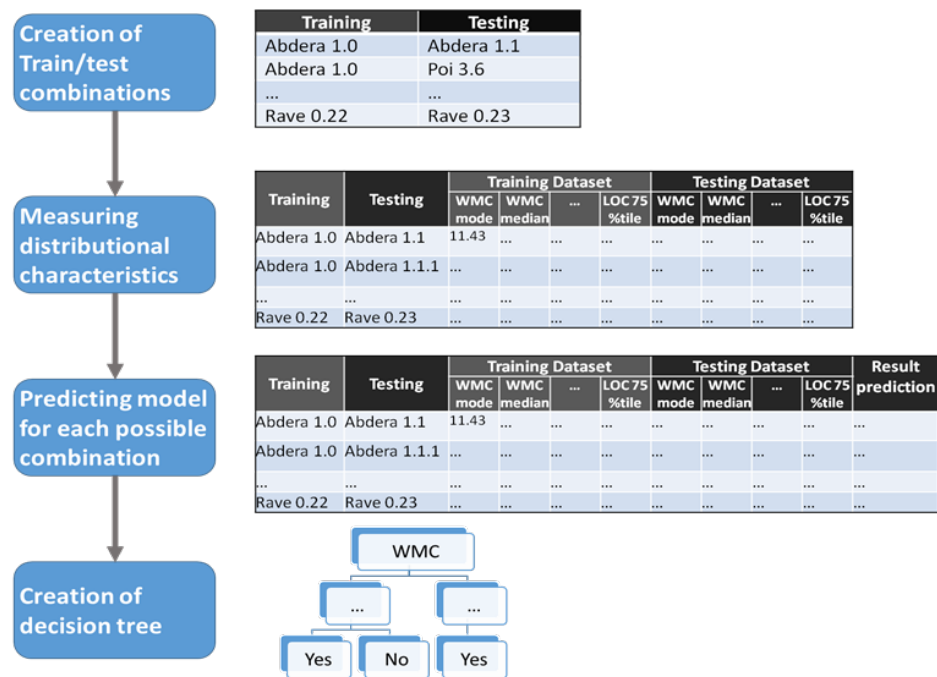 Creation of
Train/test
combinations
Training Testing
Abdera 1.0 Abdera 1.1
Abdera 1.0 Poi 3.6
... ...
Rave 0.22 Rave 0.23
Measuring
distributional
characteristics
Training Testing Training Dataset Testing Dataset
WMC mode WMC median ... LOC 75 %tile WMC mode WMC median ... LOC 75 %tile
Abdera 1.0 Abdera 1.1 11.43 ... ... ... ... ... ... ...
Abdera 1.0 Abdera 1.1.1 ... ... ... ... ... ... ... ...
... ... ... ... ... ... ... ... ... ...
Rave 0.22 Rave 0.23 ... ... ... ... ... ... ... ...
Predicting model
for each possible
combination
Training Testing Training Dataset Testing Dataset Result prediction
WMC mode WMC median ... LOC 75 %tile WMC mode WMC median ... LOC 75 %tile
Abdera 1.0 Abdera 1.1 11.43 ... ... ... ... ... ... ... ...
Abdera 1.0 Abdera 1.1.1 ... ... ... ... ... ... ... ... ...
... ... ... ... ... ... ... ... ... ... ...
Rave 0.22 Rave 0.23 ... ... ... ... ... ... ... ... ...
Creation of
decision tree
WMC
... ...
Yes No Yes